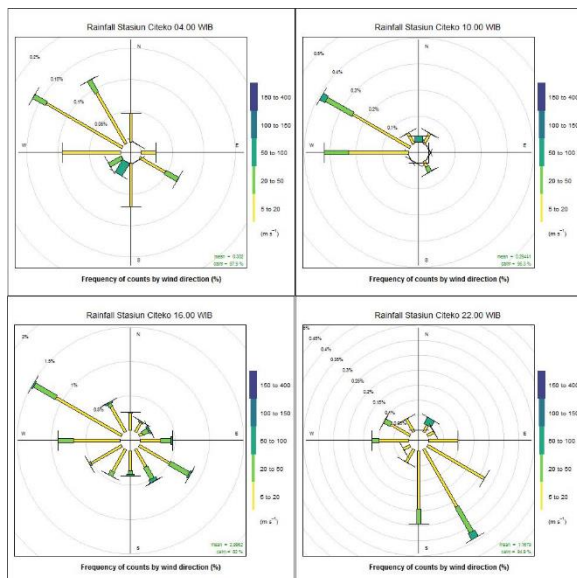 Rainfall Stasiun Citeko 04.00 WIB
0.2%
0.15%
0.1%
0.05%
N
W
E
150 to 400
100 to 150
50 to 100
20 to 50
5 to 20
(m s⁻¹)
Frequency of counts by wind direction (%)
Rainfall Stasiun Citeko 10.00 WIB
0.4%
0.2%
0.1%
N
W
E
150 to 400
100 to 150
50 to 100
20 to 50
5 to 20
(m s⁻¹)
Frequency of counts by wind direction (%)
Rainfall Stasiun Citeko 16.00 WIB
2%
1.5%
1%
0.5%
N
W
E
S
150 to 400
100 to 150
50 to 100
20 to 50
5 to 20
(m s⁻¹)
Frequency of counts by wind direction (%)
Rainfall Stasiun Citeko 22.00 WIB
0.45%
0.4%
0.35%
0.3%
0.25%
0.2%
0.15%
0.1%
N
W
E
S
150 to 400
100 to 150
50 to 100
20 to 50
5 to 20
(m s⁻¹)
Frequency of counts by wind direction (%)